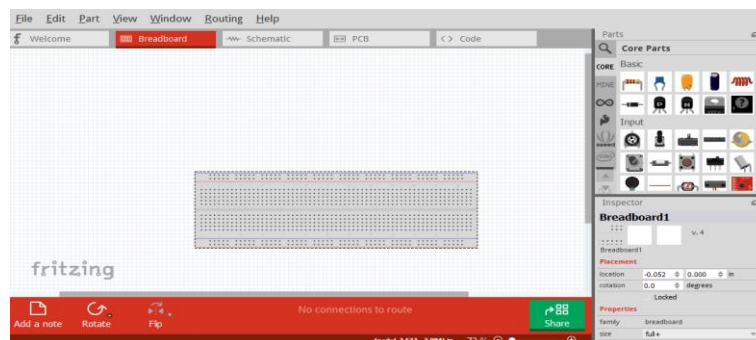 File Edit Part View Window Routing Help
Welcome Breadboard Schematic PCB <> Code
Parts
Core Parts
CORE Basic
MINE
Input
Inspector
Breadboard1
v. 4
Breadboard1
Placement
location -0.052 0.000 in
rotation 0.0 degrees
Locked
Properties
family breadboard
size full+
fritzing
Add a note Rotate Flip
No connections to route
Share